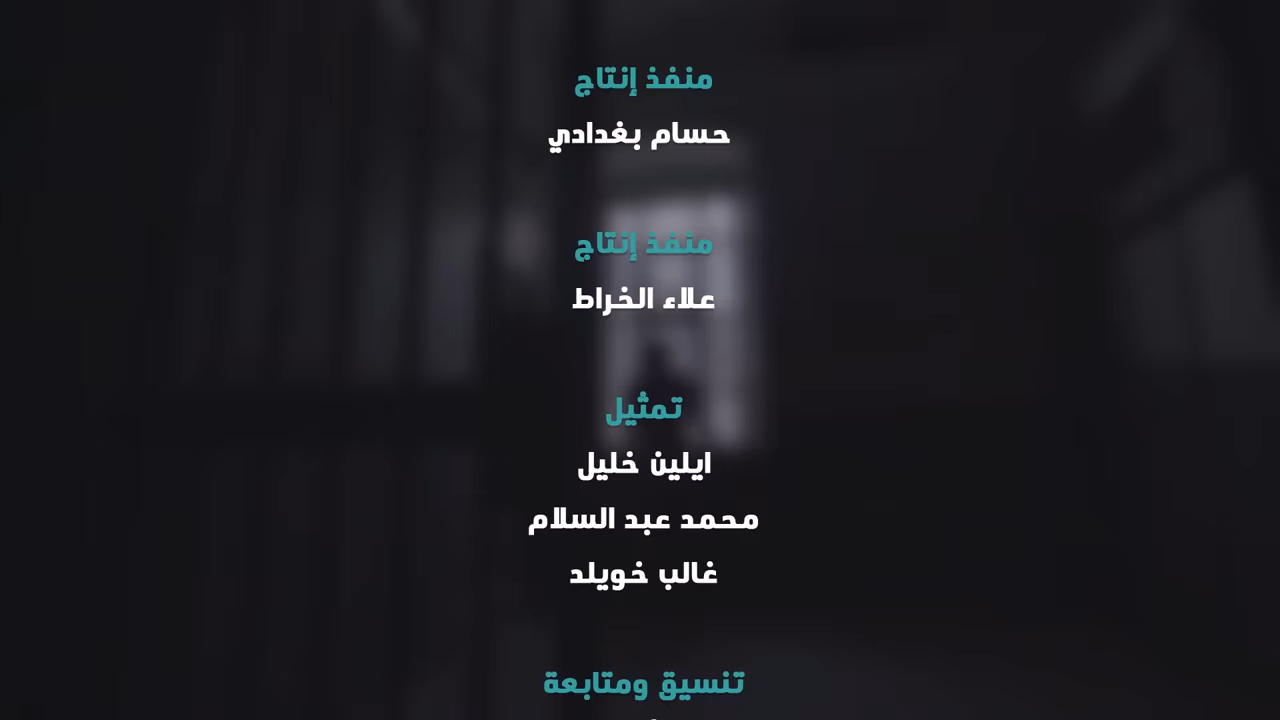 منفذ إنتاج
حسام بغدادي
منفذ إنتاج
علاء الخراط
تمثيل
ايلين خليل
محمد عبد السلام
غالب خويلد
تنسيق ومتابعة